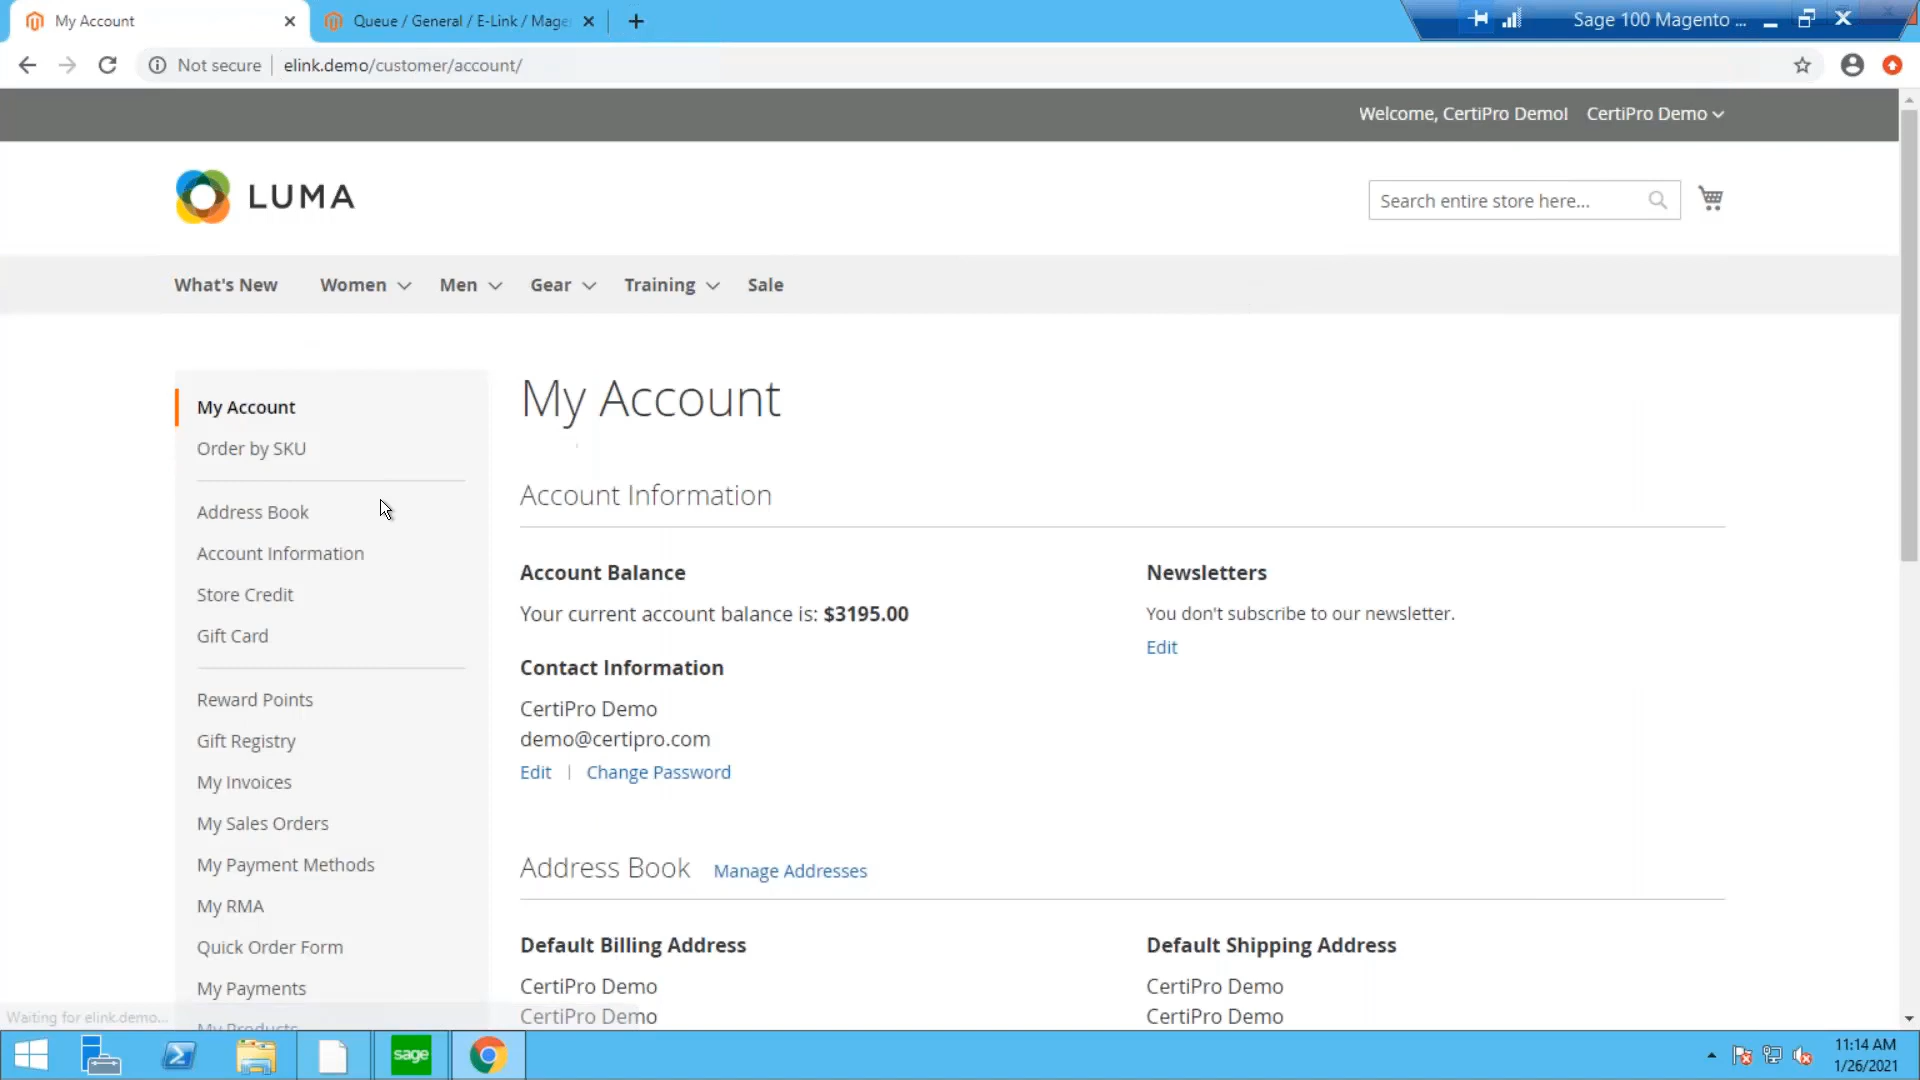 My Account
Queue / General / E-Link / Mage
Sage 100 Magento ...
Not secure
elink.demo/customer/account/
Welcome, CertiPro Demo!
CertiPro Demo
LUMA
Search entire store here...
What's New
Women
Men
Gear
Training
Sale
My Account
Order by SKU
Address Book
Account Information
Store Credit
Gift Card
Reward Points
Gift Registry
My Invoices
My Sales Orders
My Payment Methods
My RMA
Quick Order Form
My Payments
My Products
My Account
Account Information
Account Balance
Your current account balance is: $3195.00
Contact Information
CertiPro Demo
demo@certipro.com
Edit | Change Password
Newsletters
You don't subscribe to our newsletter.
Edit
Address Book
Manage Addresses
Default Billing Address
CertiPro Demo
CertiPro Demo
Default Shipping Address
CertiPro Demo
CertiPro Demo
Waiting for elink.demo...
sage
11:14 AM
1/26/2021